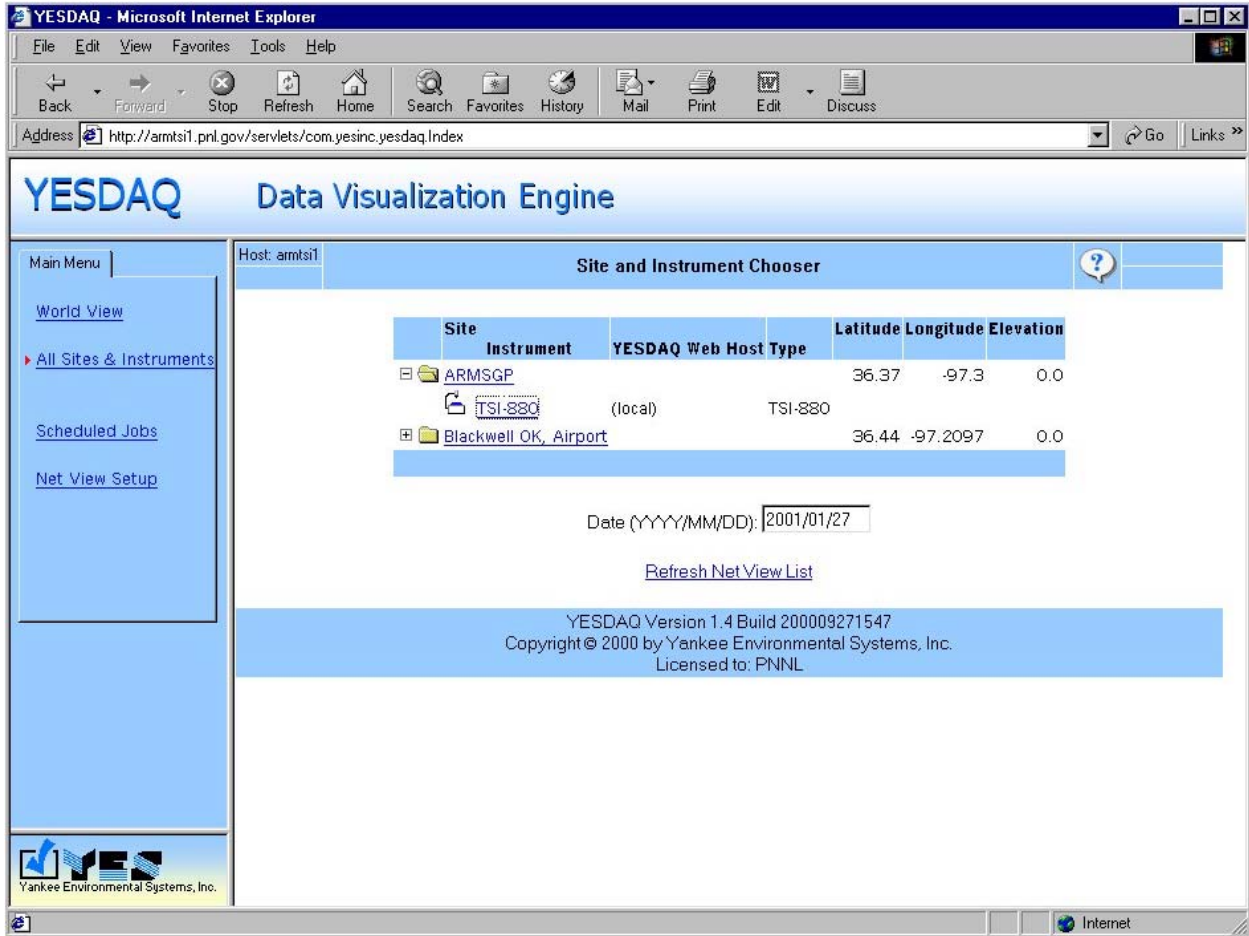 YESDAQ - Microsoft Internet Explorer
File Edit View Favorites Tools Help
Back Forward Stop Refresh Home Search Favorites History Mail Print Edit Discuss
Address http://armtsi1.pnl.gov/servlets/com.yesinc.yesdaq.Index Go Links »
YESDAQ Data Visualization Engine
Main Menu
World View
All Sites & Instruments
Scheduled Jobs
Net View Setup
Host: armtsi1
Site and Instrument Chooser
Site
Instrument YESDAQ Web Host Type Latitude Longitude Elevation
ARMSGP 36.37 -97.3 0.0
TSI-880 (local) TSI-880
Blackwell OK, Airport 36.44 -97.2097 0.0
Date (YYYY/MM/DD): 2001/01/27
Refresh Net View List
YESDAQ Version 1.4 Build 200009271547
Copyright © 2000 by Yankee Environmental Systems, Inc.
Licensed to: PNNL
YES
Yankee Environmental Systems, Inc.
Internet